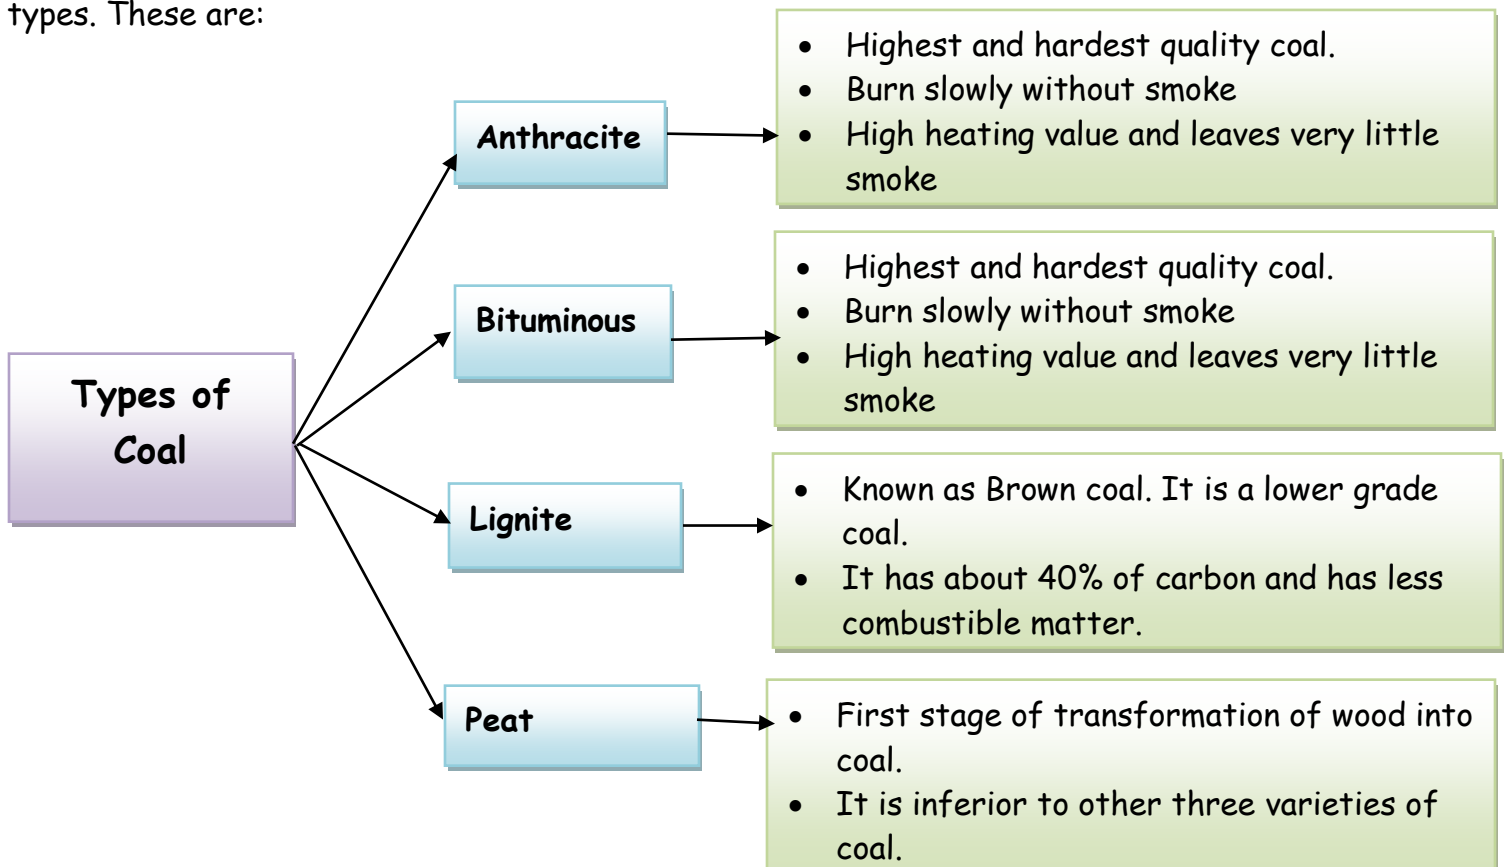 types. These are:
Types of
Coal
Anthracite
• Highest and hardest quality coal.
• Burn slowly without smoke
• High heating value and leaves very little
smoke
Bituminous
• Highest and hardest quality coal.
• Burn slowly without smoke
• High heating value and leaves very little
smoke
Lignite
• Known as Brown coal. It is a lower grade
coal.
• It has about 40% of carbon and has less
combustible matter.
Peat
• First stage of transformation of wood into
coal.
• It is inferior to other three varieties of
coal.